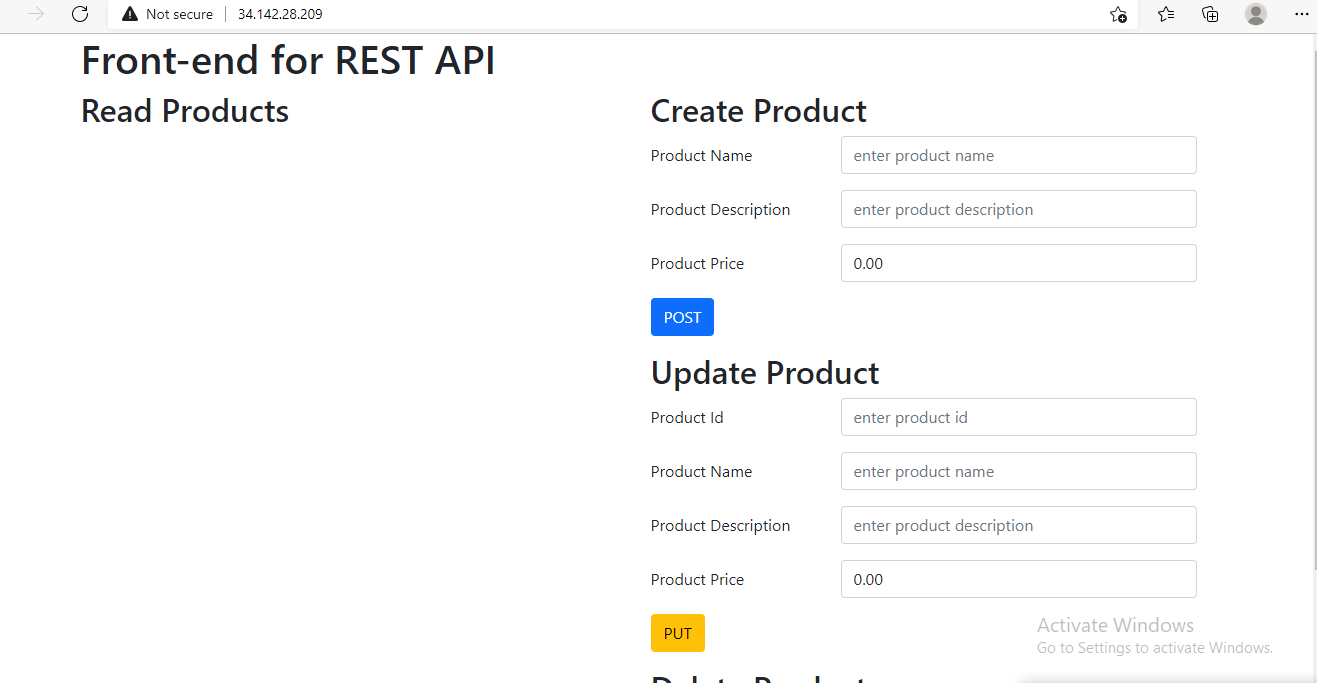 Not secure 34.142.28.209
Front-end for REST API
Read Products
Create Product
Product Name enter product name
Product Description enter product description
Product Price 0.00
POST
Update Product
Product Id enter product id
Product Name enter product name
Product Description enter product description
Product Price 0.00
PUT
Activate Windows
Go to Settings to activate Windows.
Delete Product